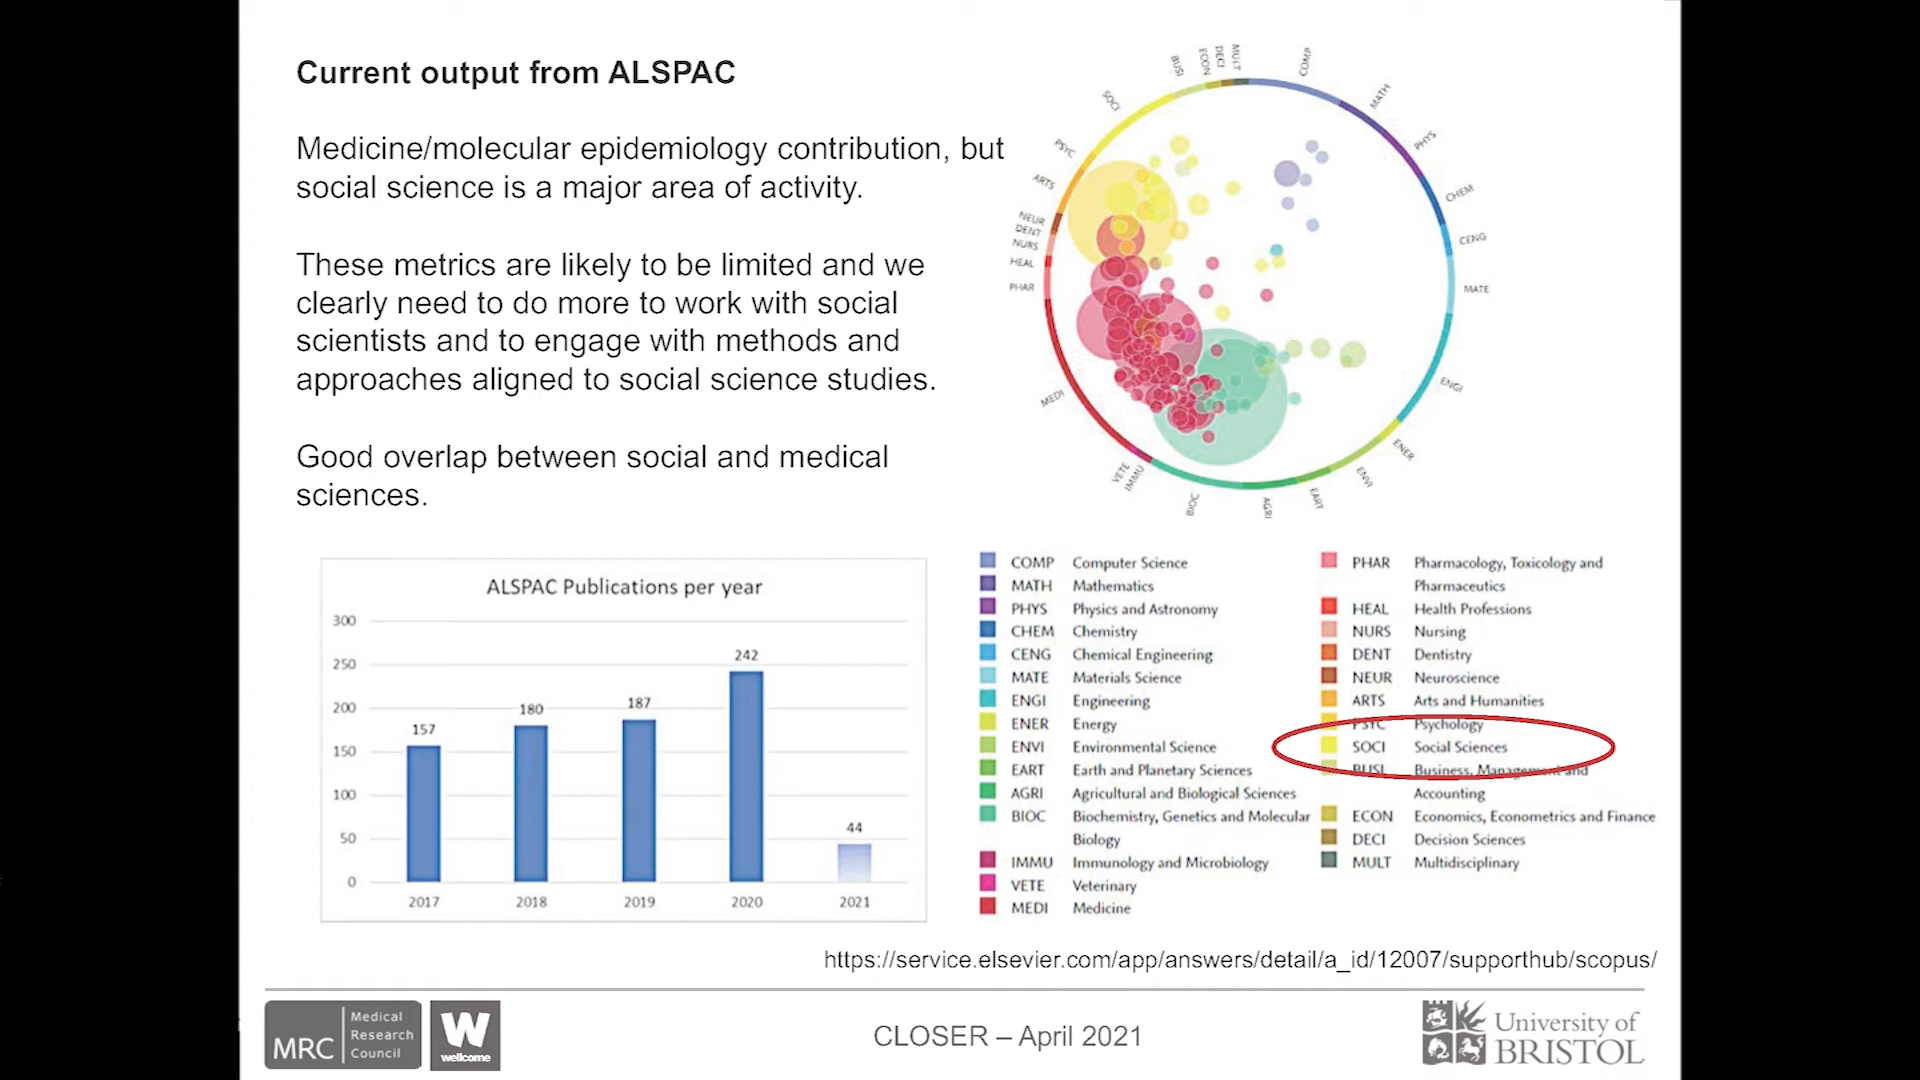 Current output from ALSPAC
Medicine/molecular epidemiology contribution, but
social science is a major area of activity.
These metrics are likely to be limited and we
clearly need to do more to work with social
scientists and to engage with methods and
approaches aligned to social science studies.
Good overlap between social and medical
sciences.
MULT
DECI
ECON
BUSI
SOCI
PSYC
ARTS
NEUR
DENT
NURS
HEAL
PHAR
MEDI
VETE
IMMU
BIOC
AGRI
EART
ENVI
ENER
ENGI
MATE
CENG
CHEM
PHYS
MATH
COMP
ALSPAC Publications per year
300
250
200
150
100
50
0
157
180
187
242
44
2017 2018 2019 2020 2021
COMP Computer Science
MATH Mathematics
PHYS Physics and Astronomy
CHEM Chemistry
CENG Chemical Engineering
MATE Materials Science
ENGI Engineering
ENER Energy
ENVI Environmental Science
EART Earth and Planetary Sciences
AGRI Agricultural and Biological Sciences
BIOC Biochemistry, Genetics and Molecular
Biology
IMMU Immunology and Microbiology
VETE Veterinary
MEDI Medicine
PHAR Pharmacology, Toxicology and
Pharmaceutics
HEAL Health Professions
NURS Nursing
DENT Dentistry
NEUR Neuroscience
ARTS Arts and Humanities
PSYC Psychology
SOCI Social Sciences
BUSI Business, Management and
Accounting
ECON Economics, Econometrics and Finance
DECI Decision Sciences
MULT Multidisciplinary
https://service.elsevier.com/app/answers/detail/a_id/12007/supporthub/scopus/
MRC
Medical
Research
Council
W
wellcome
CLOSER – April 2021
University of
BRISTOL